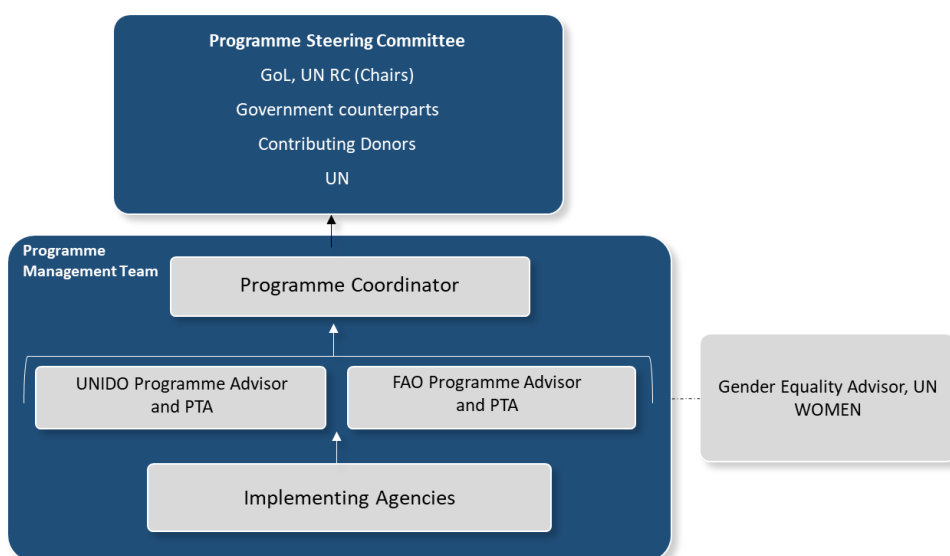 Programme Steering Committee
GoL, UN RC (Chairs)
Government counterparts
Contributing Donors
UN
Programme
Management Team
Programme Coordinator
UNIDO Programme Advisor
and PTA
FAO Programme Advisor
and PTA
Gender Equality Advisor, UN
WOMEN
Implementing Agencies